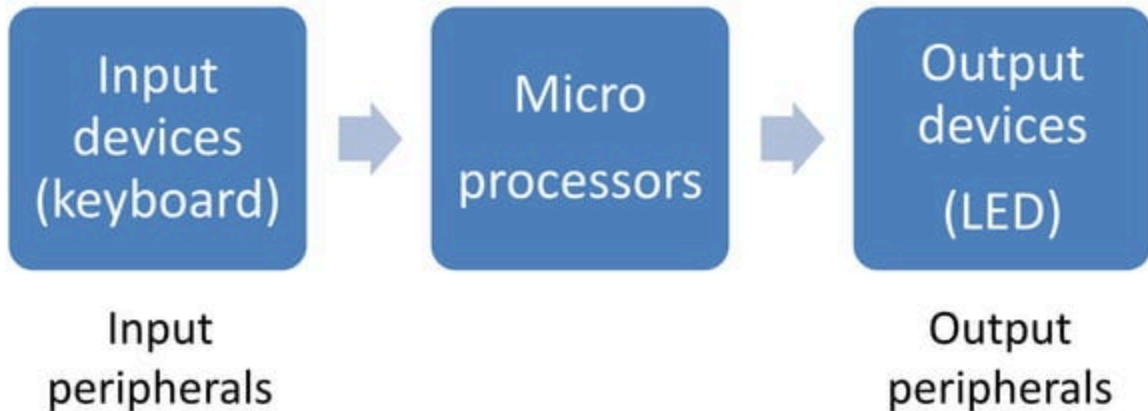 Input
devices
(keyboard)
Micro
processors
Output
devices
(LED)
Input
peripherals
Output
peripherals